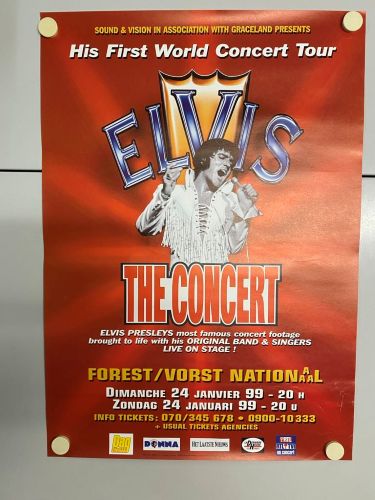 SOUND & VISION IN ASSOCIATION WITH GRACELAND PRESENTS
His First World Concert Tour
ELVIS
THE CONCERT
ELVIS PRESLEYS most famous concert footage
brought to life with his ORIGINAL BAND & SINGERS
LIVE ON STAGE !
FOREST/VORST NATIONAAL
DIMANCHE 24 JANVIER 99 - 20 H
ZONDAG 24 JANUARI 99 - 20 U
INFO TICKETS: 070/345 678 • 0900-10333
+ USUAL TICKETS AGENCIES
DONNA
HET LAATSTE NIEUWS